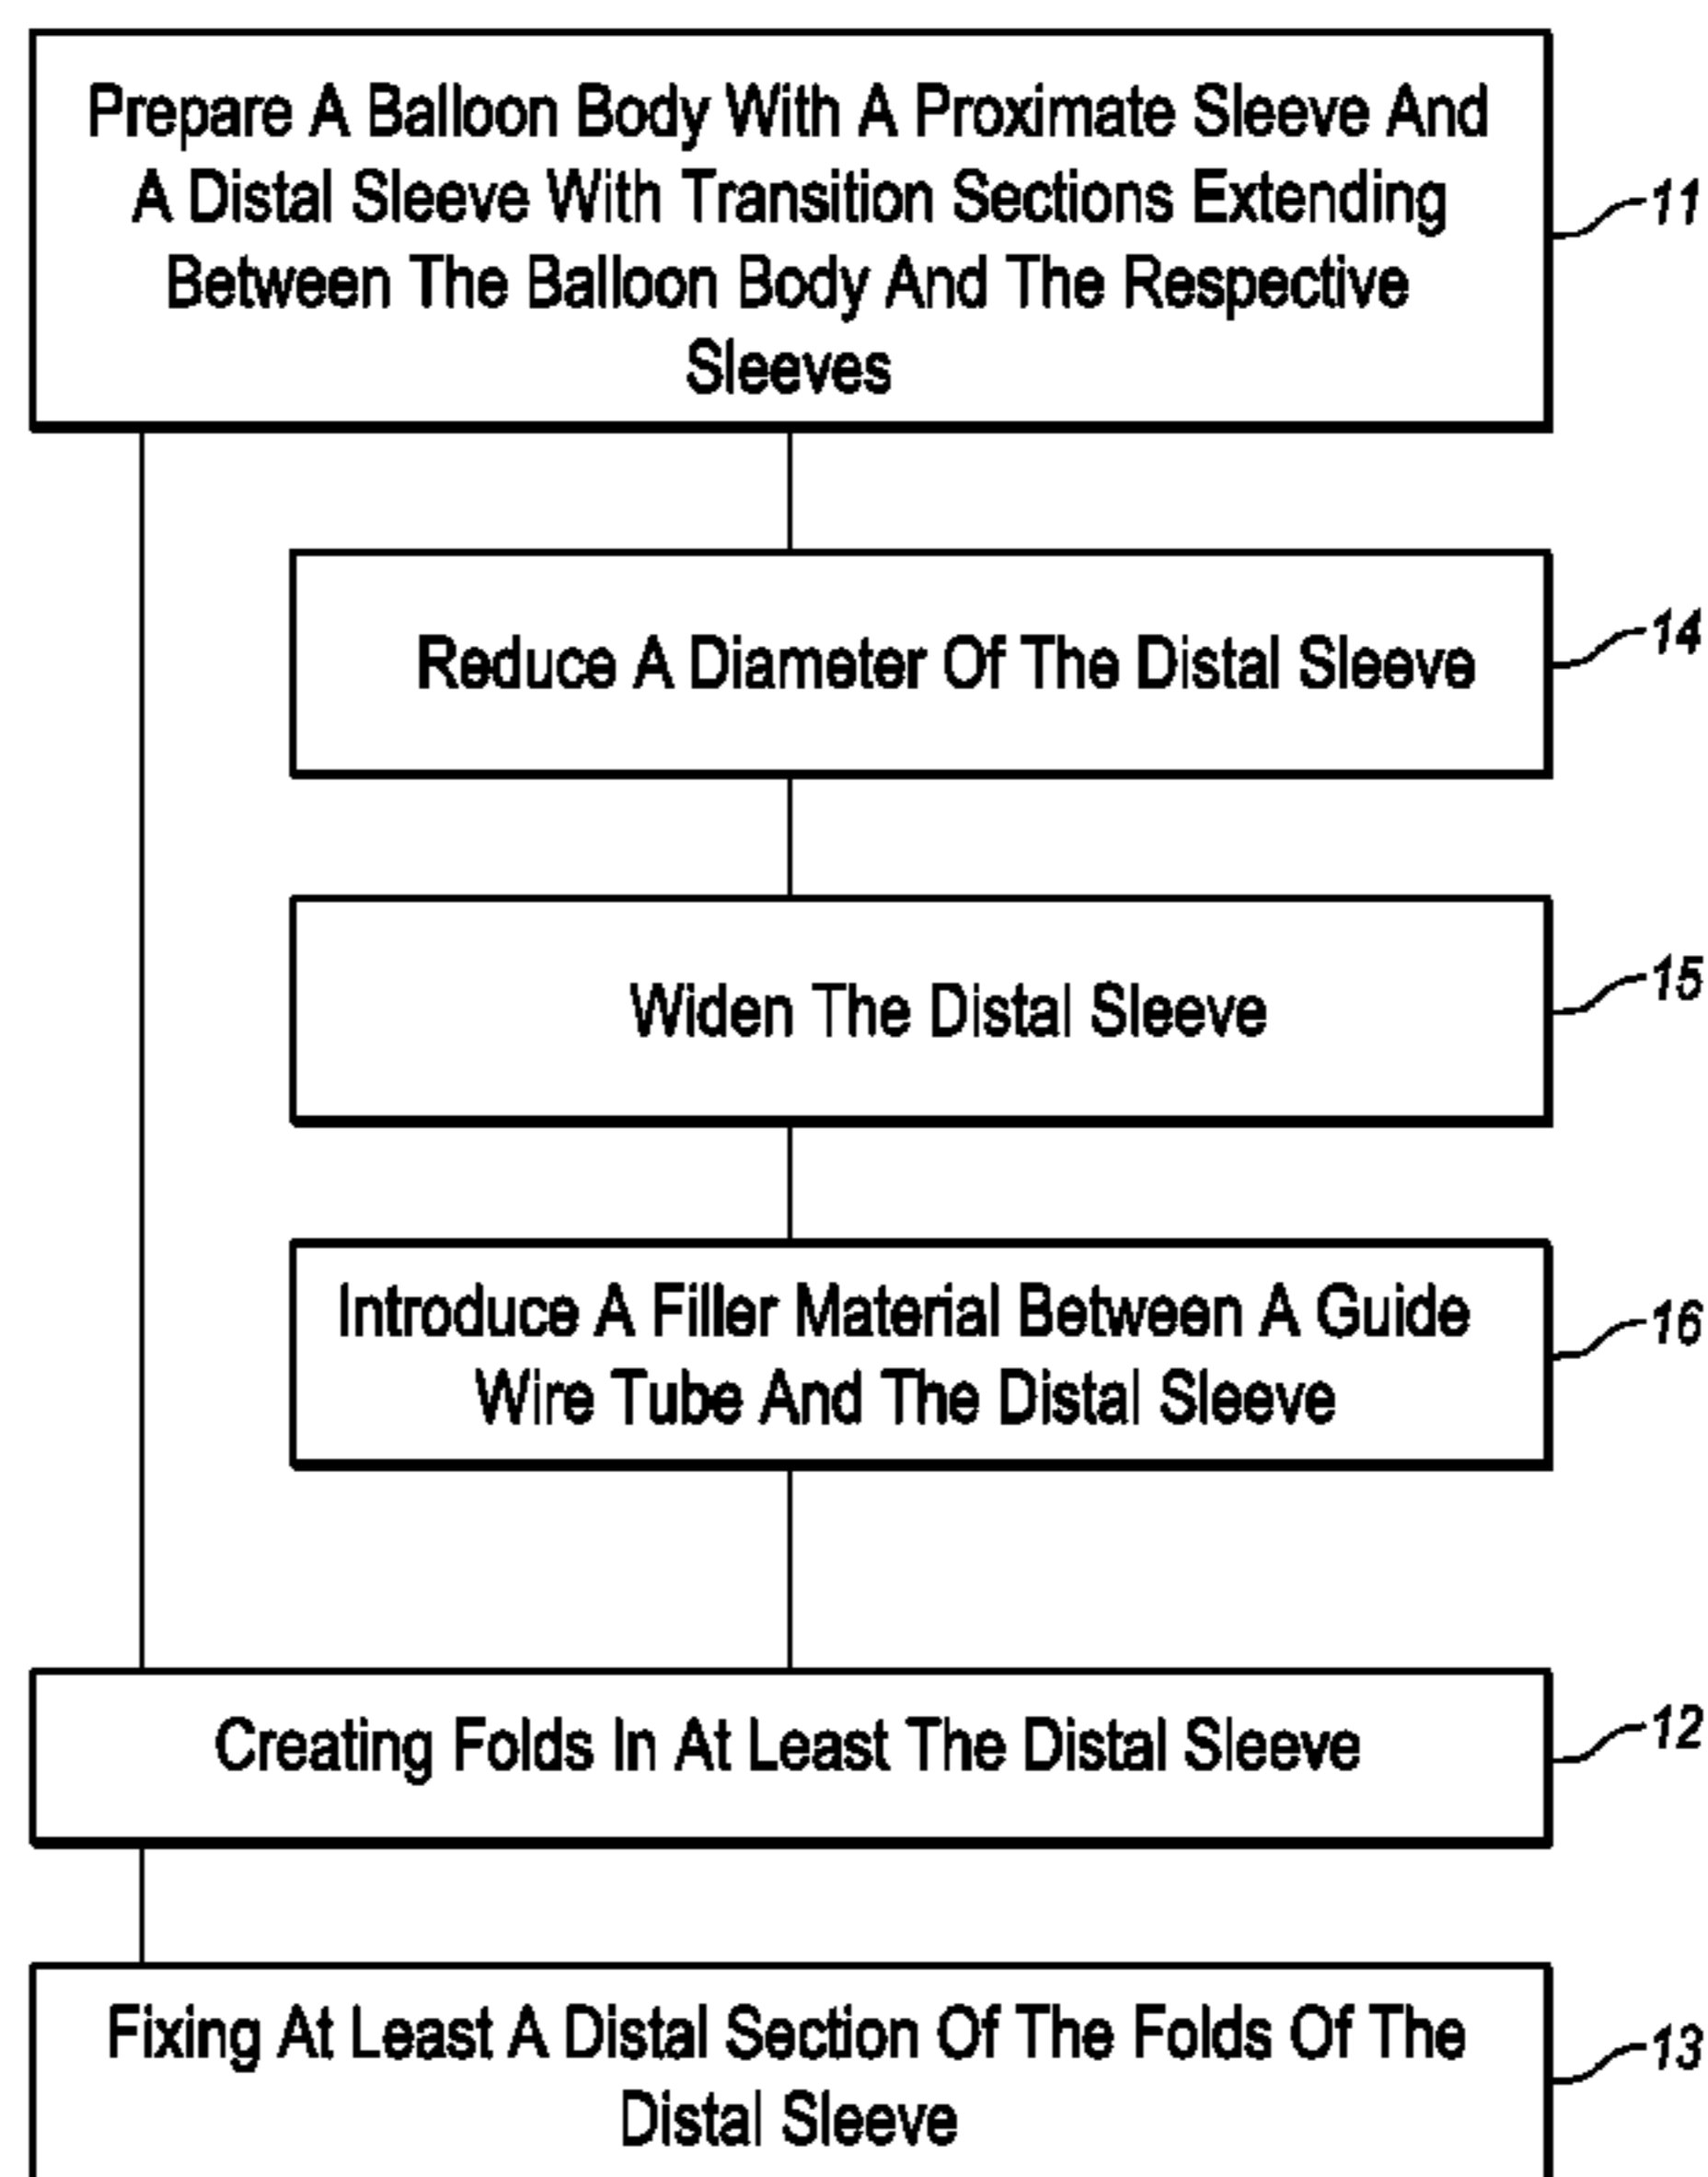 Prepare A Balloon Body With A Proximate Sleeve And
A Distal Sleeve With Transition Sections Extending
Between The Balloon Body And The Respective
Sleeves
11
Reduce A Diameter Of The Distal Sleeve
14
Widen The Distal Sleeve
15
Introduce A Filler Material Between A Guide
Wire Tube And The Distal Sleeve
16
Creating Folds In At Least The Distal Sleeve
12
Fixing At Least A Distal Section Of The Folds Of The
Distal Sleeve
13